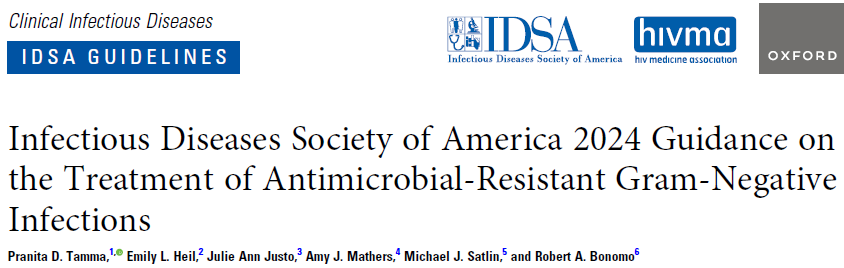 Clinical Infectious Diseases
IDSA GUIDELINES
IDSA
Infectious Diseases Society of America
hivma
hiv medicine association
OXFORD
Infectious Diseases Society of America 2024 Guidance on
the Treatment of Antimicrobial-Resistant Gram-Negative
Infections
Pranita D. Tamma,1, Emily L. Heil,2 Julie Ann Justo,3 Amy J. Mathers,4 Michael J. Satlin,5 and Robert A. Bonomo6